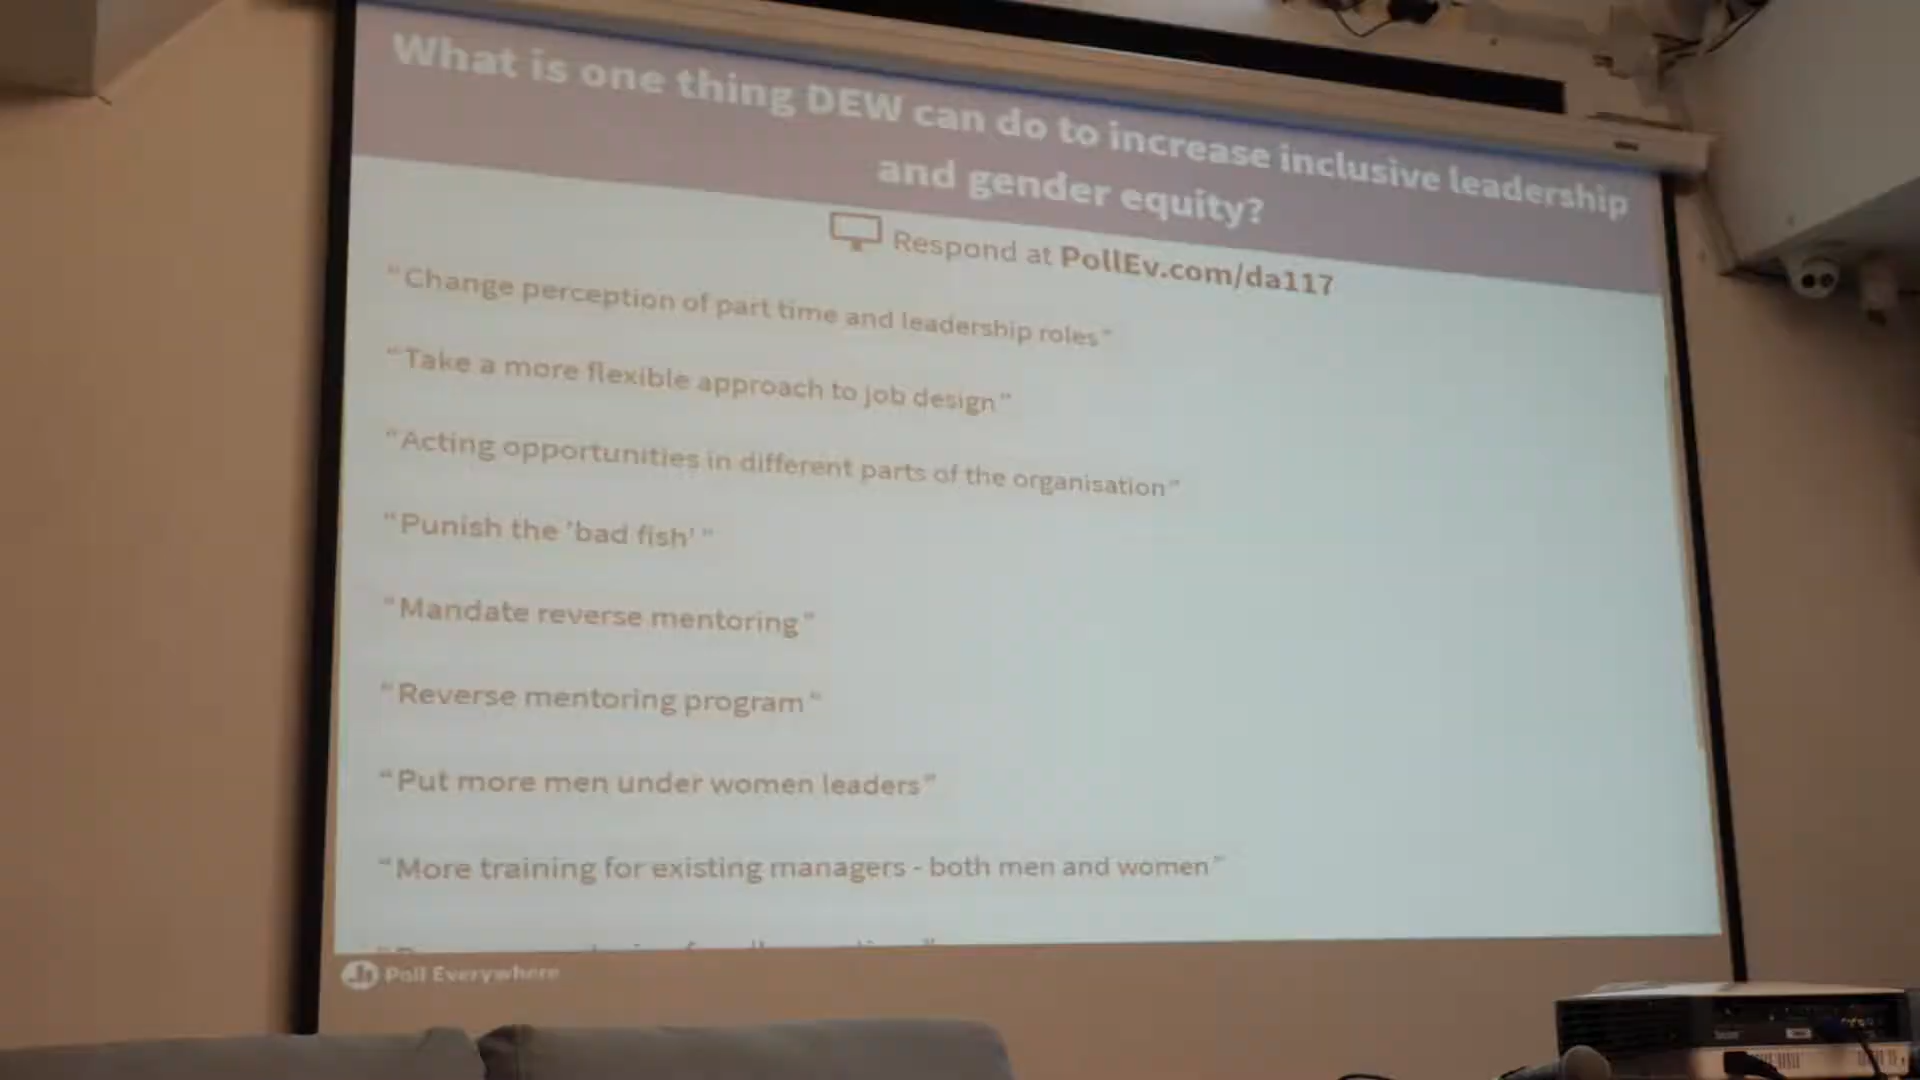 What is one thing DEW can do to increase inclusive leadership
and gender equity?
Respond at PollEv.com/da117
“Change perception of part time and leadership roles”
“Take a more flexible approach to job design”
“Acting opportunities in different parts of the organisation”
“Punish the 'bad fish' ”
“Mandate reverse mentoring”
“Reverse mentoring program”
“Put more men under women leaders”
“More training for existing managers - both men and women”
Poll Everywhere